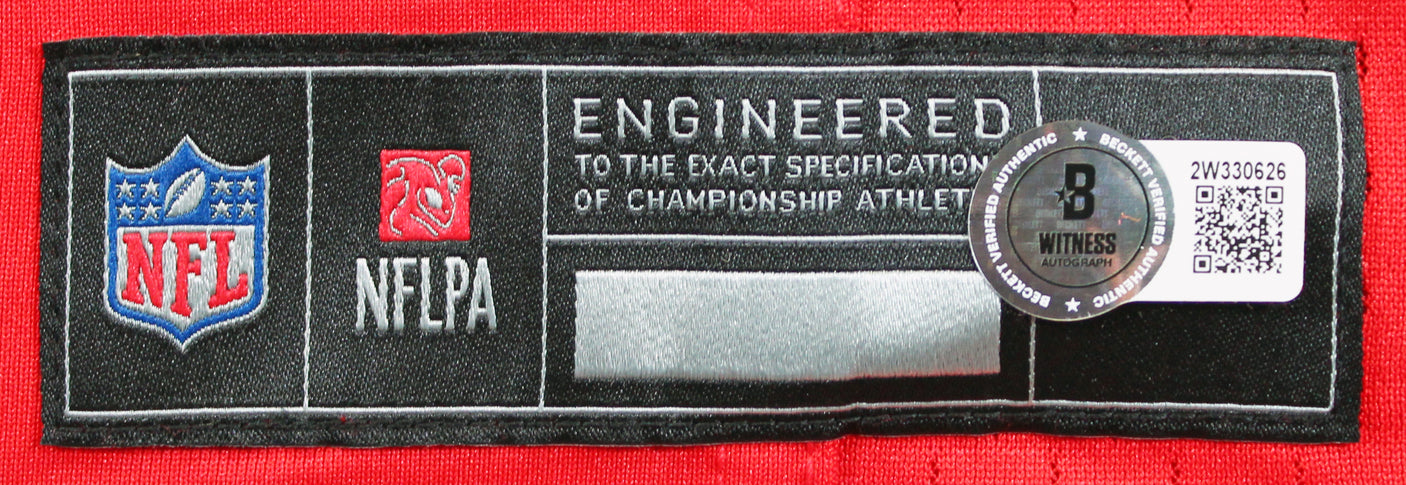 NFL
NFLPA
ENGINEERED
TO THE EXACT SPECIFICATION
OF CHAMPIONSHIP ATHLET
BECKETT VERIFIED AUTHENTIC
BECKETT VERIFIED AUTHENTIC
B
WITNESS
AUTOGRAPH
2W330626